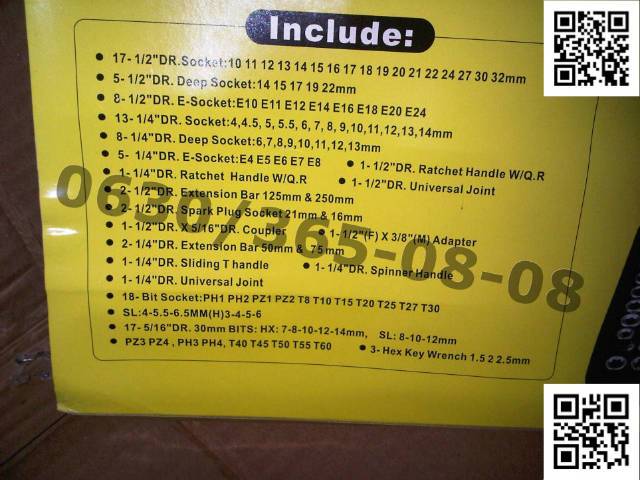 Include:
17- 1/2"DR.Socket:10 11 12 13 14 15 16 17 18 19 20 21 22 24 27 30 32mm
5- 1/2"DR. Deep Socket:14 15 17 19 22mm
8- 1/2"DR. E-Socket:E10 E11 E12 E14 E16 E18 E20 E24
13- 1/4"DR. Socket:4,4.5, 5, 5.5, 6, 7, 8, 9,10,11,12,13,14mm
8- 1/4"DR. Deep Socket:6,7,8,9,10,11,12,13mm
5- 1/4"DR. E-Socket:E4 E5 E6 E7 E8
1- 1/2"DR. Ratchet Handle W/Q.R
1- 1/4"DR. Ratchet Handle W/Q.R
1- 1/2"DR. Universal Joint
2- 1/2"DR. Extension Bar 125mm & 250mm
2- 1/2"DR. Spark Plug Socket 21mm & 16mm
1- 1/2"DR. X 5/16"DR. Coupler
1- 1/2"(F) X 3/8"(M) Adapter
2- 1/4"DR. Extension Bar 50mm & 75mm
1- 1/4"DR. Sliding T handle
1- 1/4"DR. Spinner Handle
1- 1/4"DR. Universal Joint
18- Bit Socket:PH1 PH2 PZ1 PZ2 T8 T10 T15 T20 T25 T27 T30
SL:4-5.5-6.5MM(H)3-4-5-6
17- 5/16"DR. 30mm BITS: HX: 7-8-10-12-14mm, SL: 8-10-12mm
PZ3 PZ4 , PH3 PH4, T40 T45 T50 T55 T60
3- Hex Key Wrench 1.5 2 2.5mm
0630/365-08-08